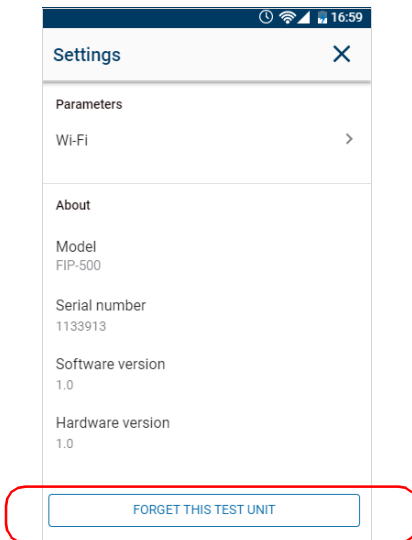 16:59
Settings
Parameters
Wi-Fi
About
Model
FIP-500
Serial number
1133913
Software version
1.0
Hardware version
1.0
FORGET THIS TEST UNIT